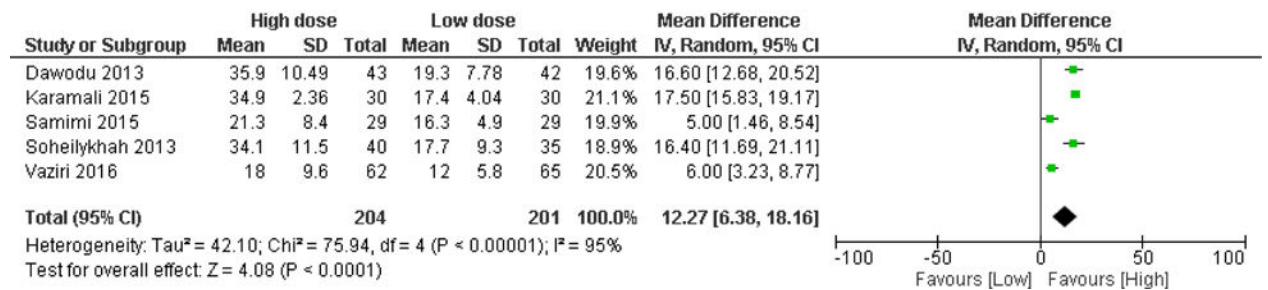 High dose Low dose Mean Difference Mean Difference
Study or Subgroup Mean SD Total Mean SD Total Weight IV, Random, 95% CI IV, Random, 95% CI
Dawodu 2013 35.9 10.49 43 19.3 7.78 42 19.6% 16.60 [12.68, 20.52]
Karamali 2015 34.9 2.36 30 17.4 4.04 30 21.1% 17.50 [15.83, 19.17]
Samimi 2015 21.3 8.4 29 16.3 4.9 29 19.9% 5.00 [1.46, 8.54]
Soheilykhah 2013 34.1 11.5 40 17.7 9.3 35 18.9% 16.40 [11.69, 21.11]
Vaziri 2016 18 9.6 62 12 5.8 65 20.5% 6.00 [3.23, 8.77]
Total (95% CI) 204 201 100.0% 12.27 [6.38, 18.16]
Heterogeneity: Tau² = 42.10; Chi² = 75.94, df = 4 (P < 0.00001); I² = 95%
Test for overall effect: Z = 4.08 (P < 0.0001)
-100 -50 0 50 100
Favours [Low] Favours [High]